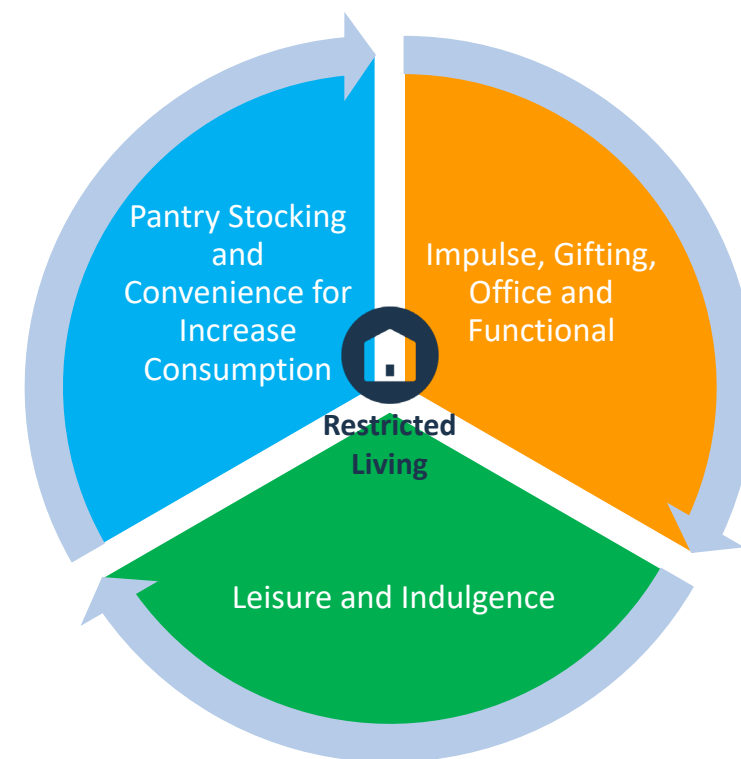 Pantry Stocking
and
Convenience for
Increase
Consumption
Impulse, Gifting,
Office and
Functional
Restricted
Living
Leisure and Indulgence